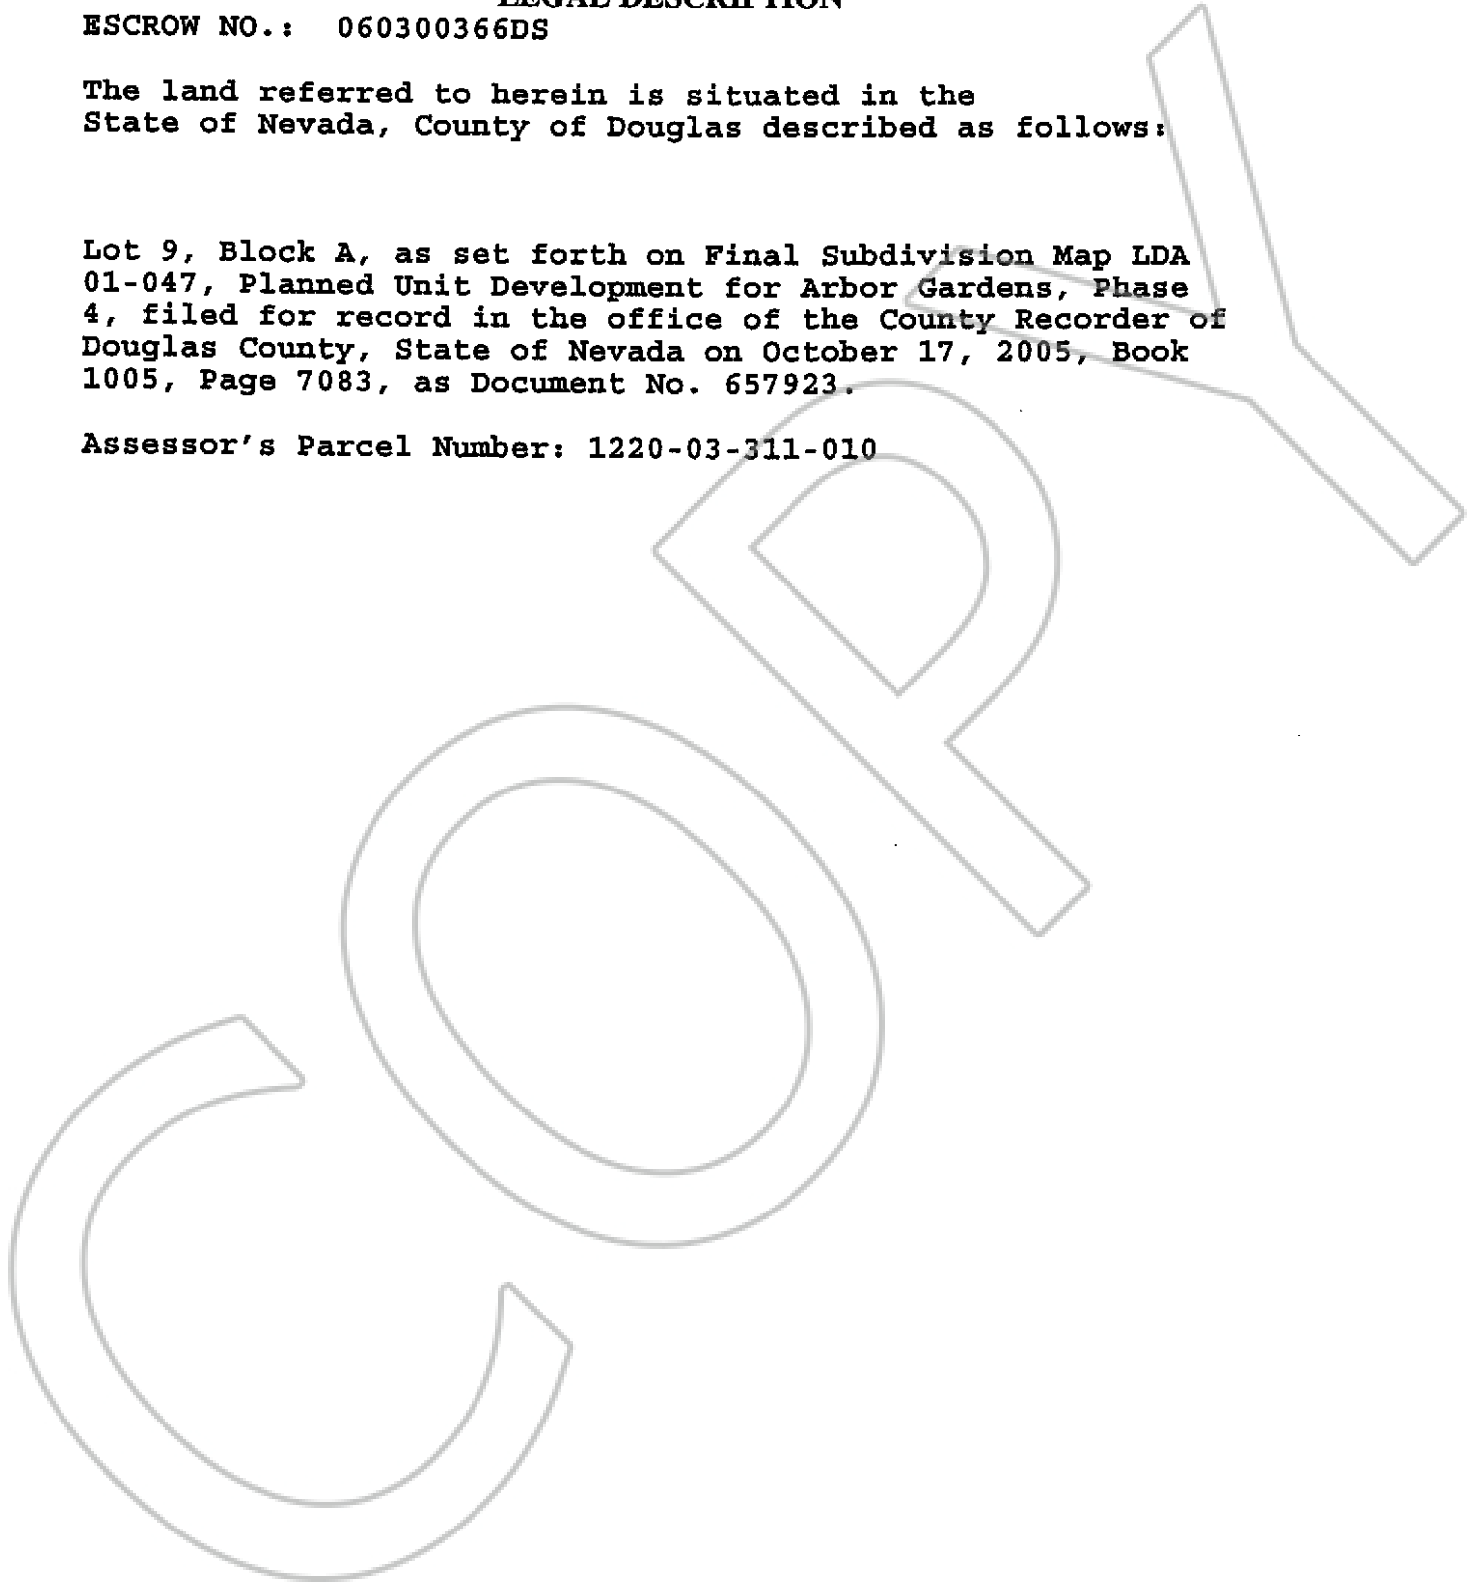 LEGAL DESCRIPTION
ESCROW NO.: 060300366DS
The land referred to herein is situated in the
State of Nevada, County of Douglas described as follows:
Lot 9, Block A, as set forth on Final Subdivision Map LDA
01-047, Planned Unit Development for Arbor Gardens, Phase
4, filed for record in the office of the County Recorder of
Douglas County, State of Nevada on October 17, 2005, Book
1005, Page 7083, as Document No. 657923.
Assessor's Parcel Number: 1220-03-311-010
COPY